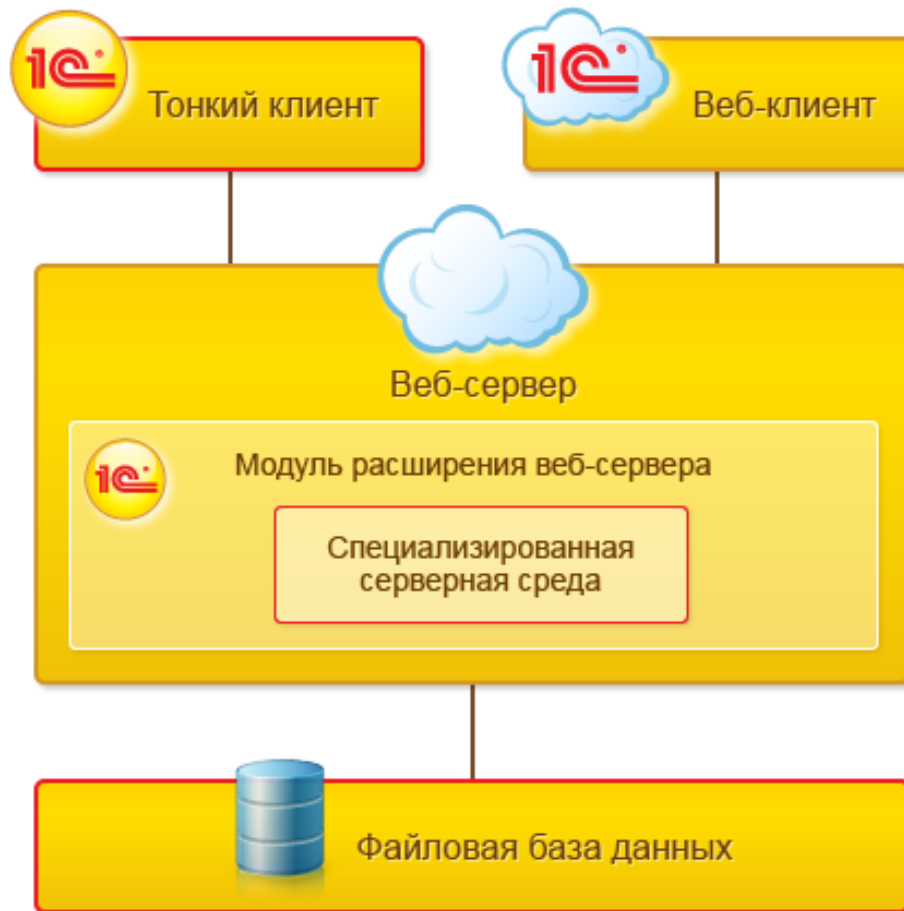 1С
Тонкий клиент
1С
Веб-клиент
Веб-сервер
1С
Модуль расширения веб-сервера
Специализированная
серверная среда
Файловая база данных